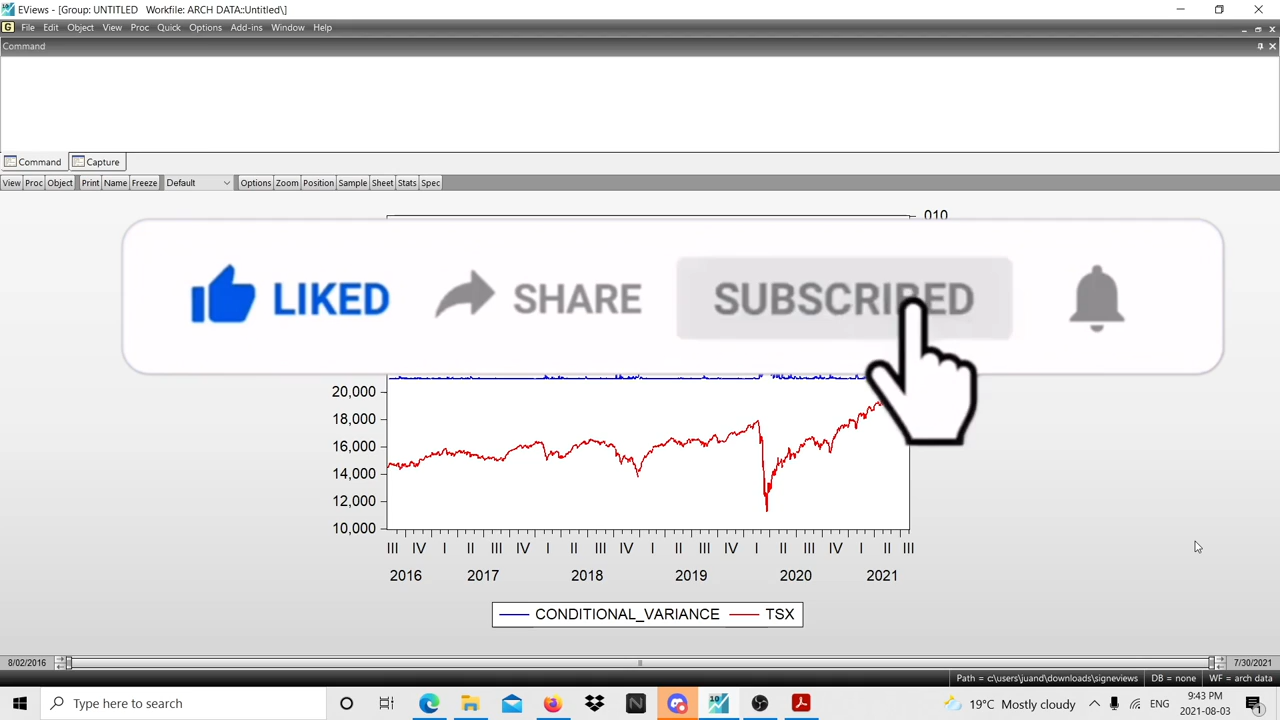 EViews - [Group: UNTITLED Workfile: ARCH DATA::Untitled\]
File Edit Object View Proc Quick Options Add-ins Window Help
Command
Command Capture
View Proc Object Print Name Freeze Default Options Zoom Position Sample Sheet Stats Spec
.010
LIKED SHARE SUBSCRIBED
20,000
18,000
16,000
14,000
12,000
10,000
III IV I II III IV I II III IV I II III IV I II III IV I II III
2016 2017 2018 2019 2020 2021
CONDITIONAL_VARIANCE TSX
8/02/2016 7/30/2021
Path = c:\users\juand\downloads\signeviews DB = none WF = arch data
Type here to search
19°C Mostly cloudy
9:43 PM
2021-08-03